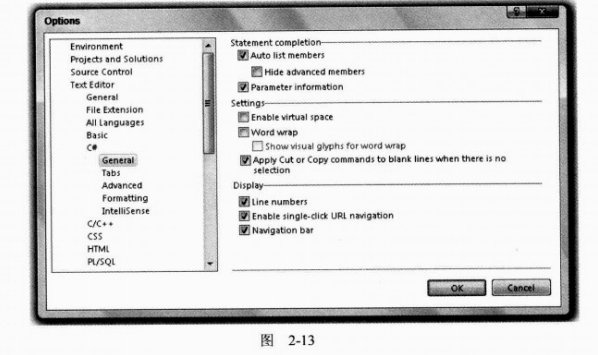 Options
Environment
Projects and Solutions
Source Control
Text Editor
General
File Extension
All Languages
Basic
C#
General
Tabs
Advanced
Formatting
IntelliSense
C/C++
CSS
HTML
PL/SQL
Statement completion
Auto list members
Hide advanced members
Parameter information
Settings
Enable virtual space
Word wrap
Show visual glyphs for word wrap
Apply Cut or Copy commands to blank lines when there is no
selection
Display
Line numbers
Enable single-click URL navigation
Navigation bar
OK
Cancel
图 2-13